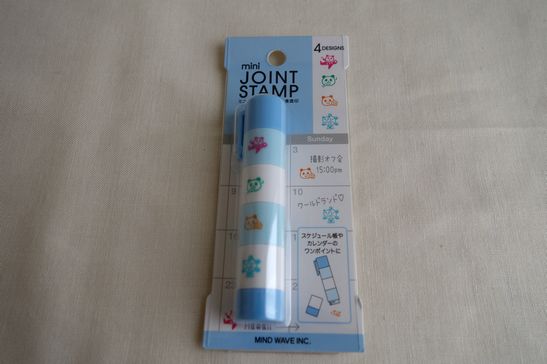 4 DESIGNS
mini
JOINT
STAMP
Sunday
3
撮影オフ会
15:00pm
9
10
ワールドランド♡
16
スケジュール帳や
カレンダーの
ワンポイントに
MIND WAVE INC.